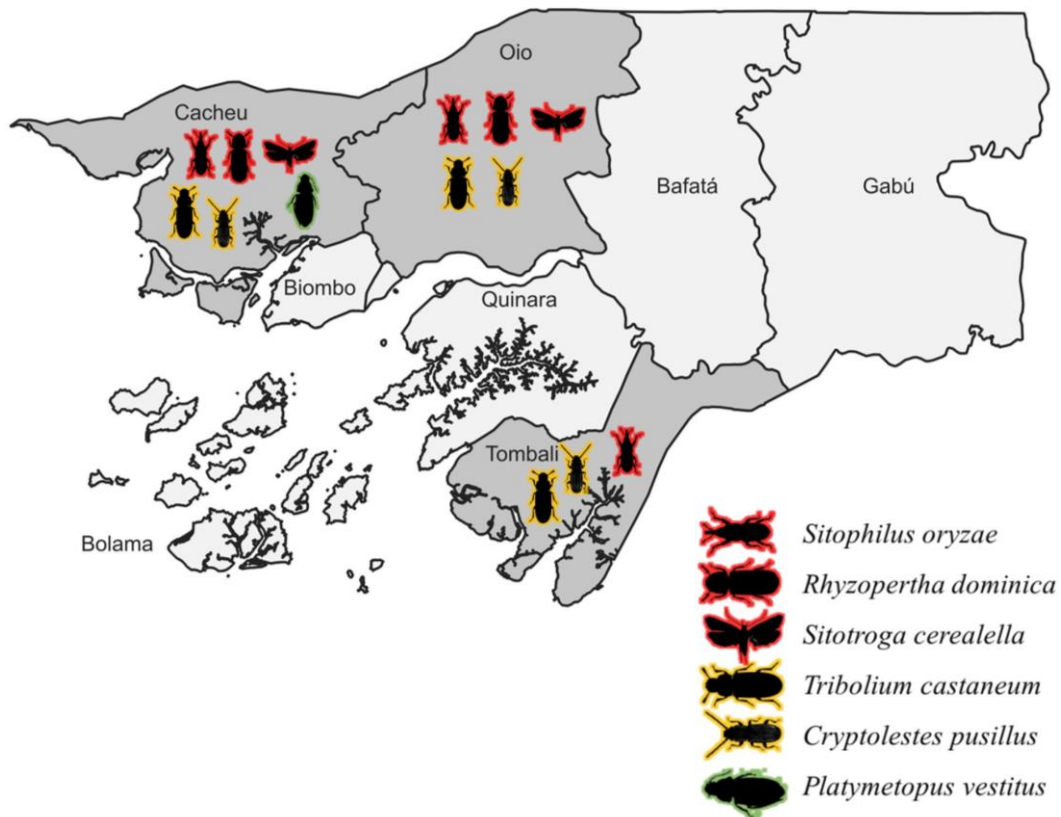 Oio
Cacheu
Bafatá
Gabú
Biombo
Quinara
Tombali
Bolama
Sitophilus oryzae
Rhyzopertha dominica
Sitotroga cerealella
Tribolium castaneum
Cryptolestes pusillus
Platymetopus vestitus